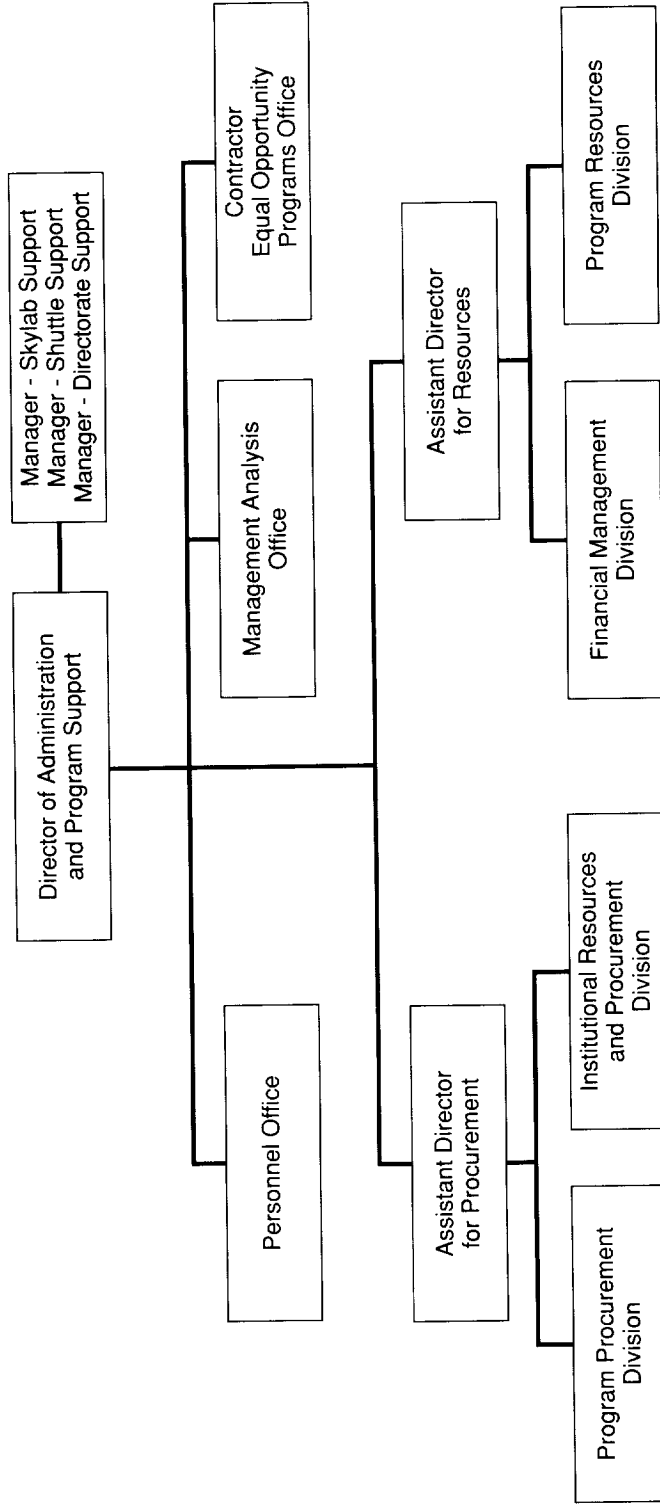 Director of Administration
and Program Support
Manager - Skylab Support
Manager - Shuttle Support
Manager - Directorate Support
Personnel Office
Management Analysis
Office
Contractor
Equal Opportunity
Programs Office
Assistant Director
for Procurement
Assistant Director
for Resources
Program Procurement
Division
Institutional Resources
and Procurement
Division
Financial Management
Division
Program Resources
Division